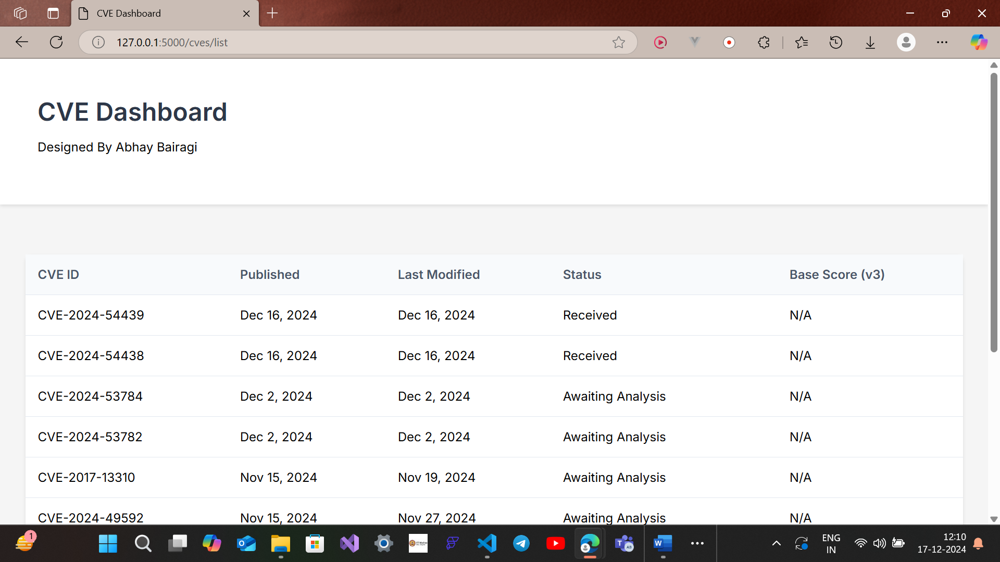 CVE Dashboard
127.0.0.1:5000/cves/list
CVE Dashboard
Designed By Abhay Bairagi
CVE ID Published Last Modified Status Base Score (v3)
CVE-2024-54439 Dec 16, 2024 Dec 16, 2024 Received N/A
CVE-2024-54438 Dec 16, 2024 Dec 16, 2024 Received N/A
CVE-2024-53784 Dec 2, 2024 Dec 2, 2024 Awaiting Analysis N/A
CVE-2024-53782 Dec 2, 2024 Dec 2, 2024 Awaiting Analysis N/A
CVE-2017-13310 Nov 15, 2024 Nov 19, 2024 Awaiting Analysis N/A
CVE-2024-49592 Nov 15, 2024 Nov 27, 2024 Awaiting Analysis N/A
1
ENG 12:10
IN 17-12-2024